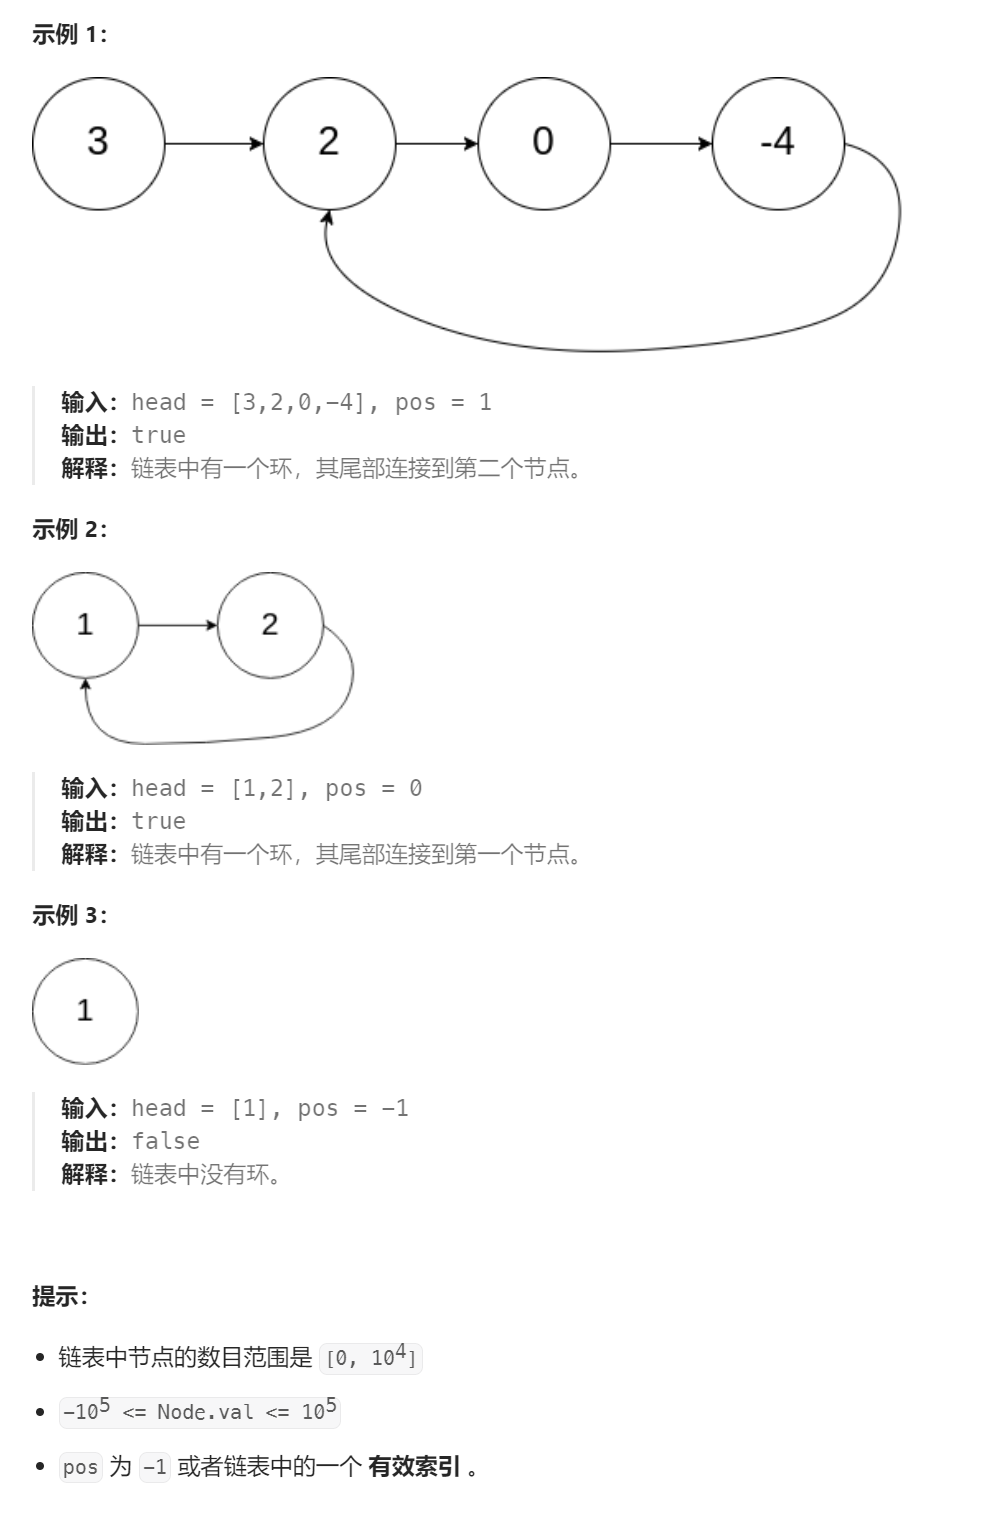 示例 1：
3
2
0
-4
输入：head = [3,2,0,-4], pos = 1
输出：true
解释：链表中有一个环，其尾部连接到第二个节点。
示例 2：
1
2
输入：head = [1,2], pos = 0
输出：true
解释：链表中有一个环，其尾部连接到第一个节点。
示例 3：
1
输入：head = [1], pos = -1
输出：false
解释：链表中没有环。
提示：
• 链表中节点的数目范围是 [0, 10⁴]
• -10⁵ <= Node.val <= 10⁵
• pos 为 -1 或者链表中的一个 有效索引 。